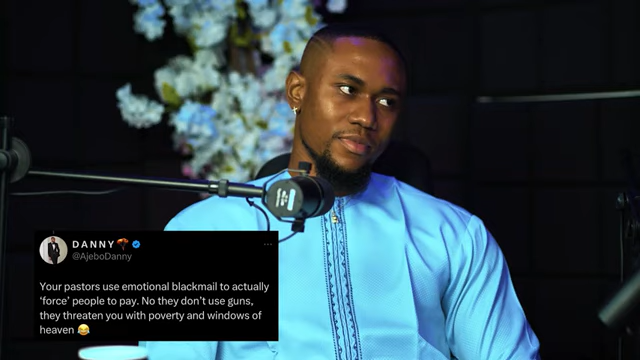 DANNY
@AjeboDanny
Your pastors use emotional blackmail to actually
‘force’ people to pay. No they don’t use guns,
they threaten you with poverty and windows of
heaven 😂